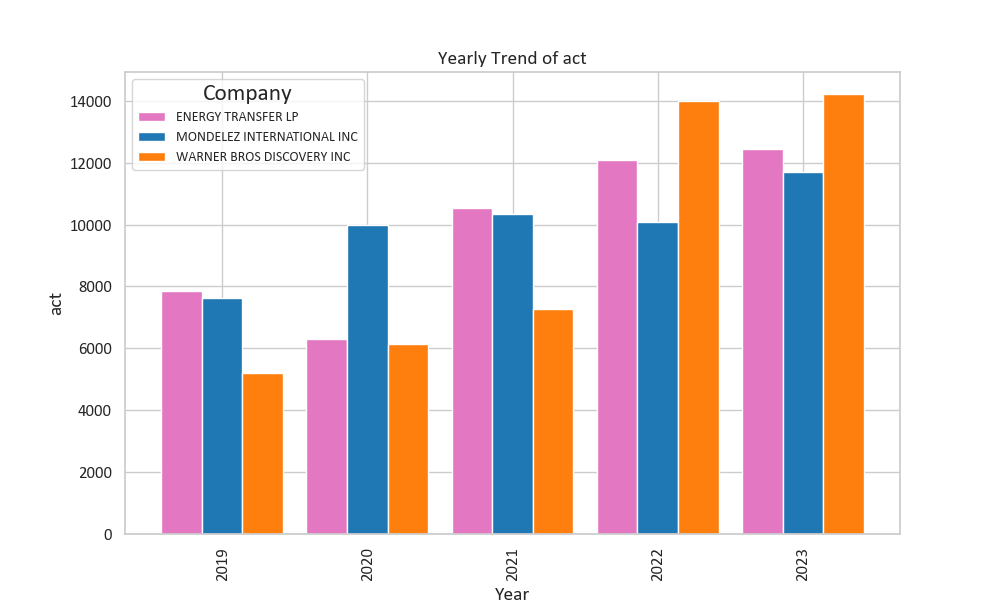 Yearly Trend of act
Company
ENERGY TRANSFER LP
MONDELEZ INTERNATIONAL INC
WARNER BROS DISCOVERY INC
14000
12000
10000
8000
6000
4000
2000
0
act
2019
2020
2021
2022
2023
Year